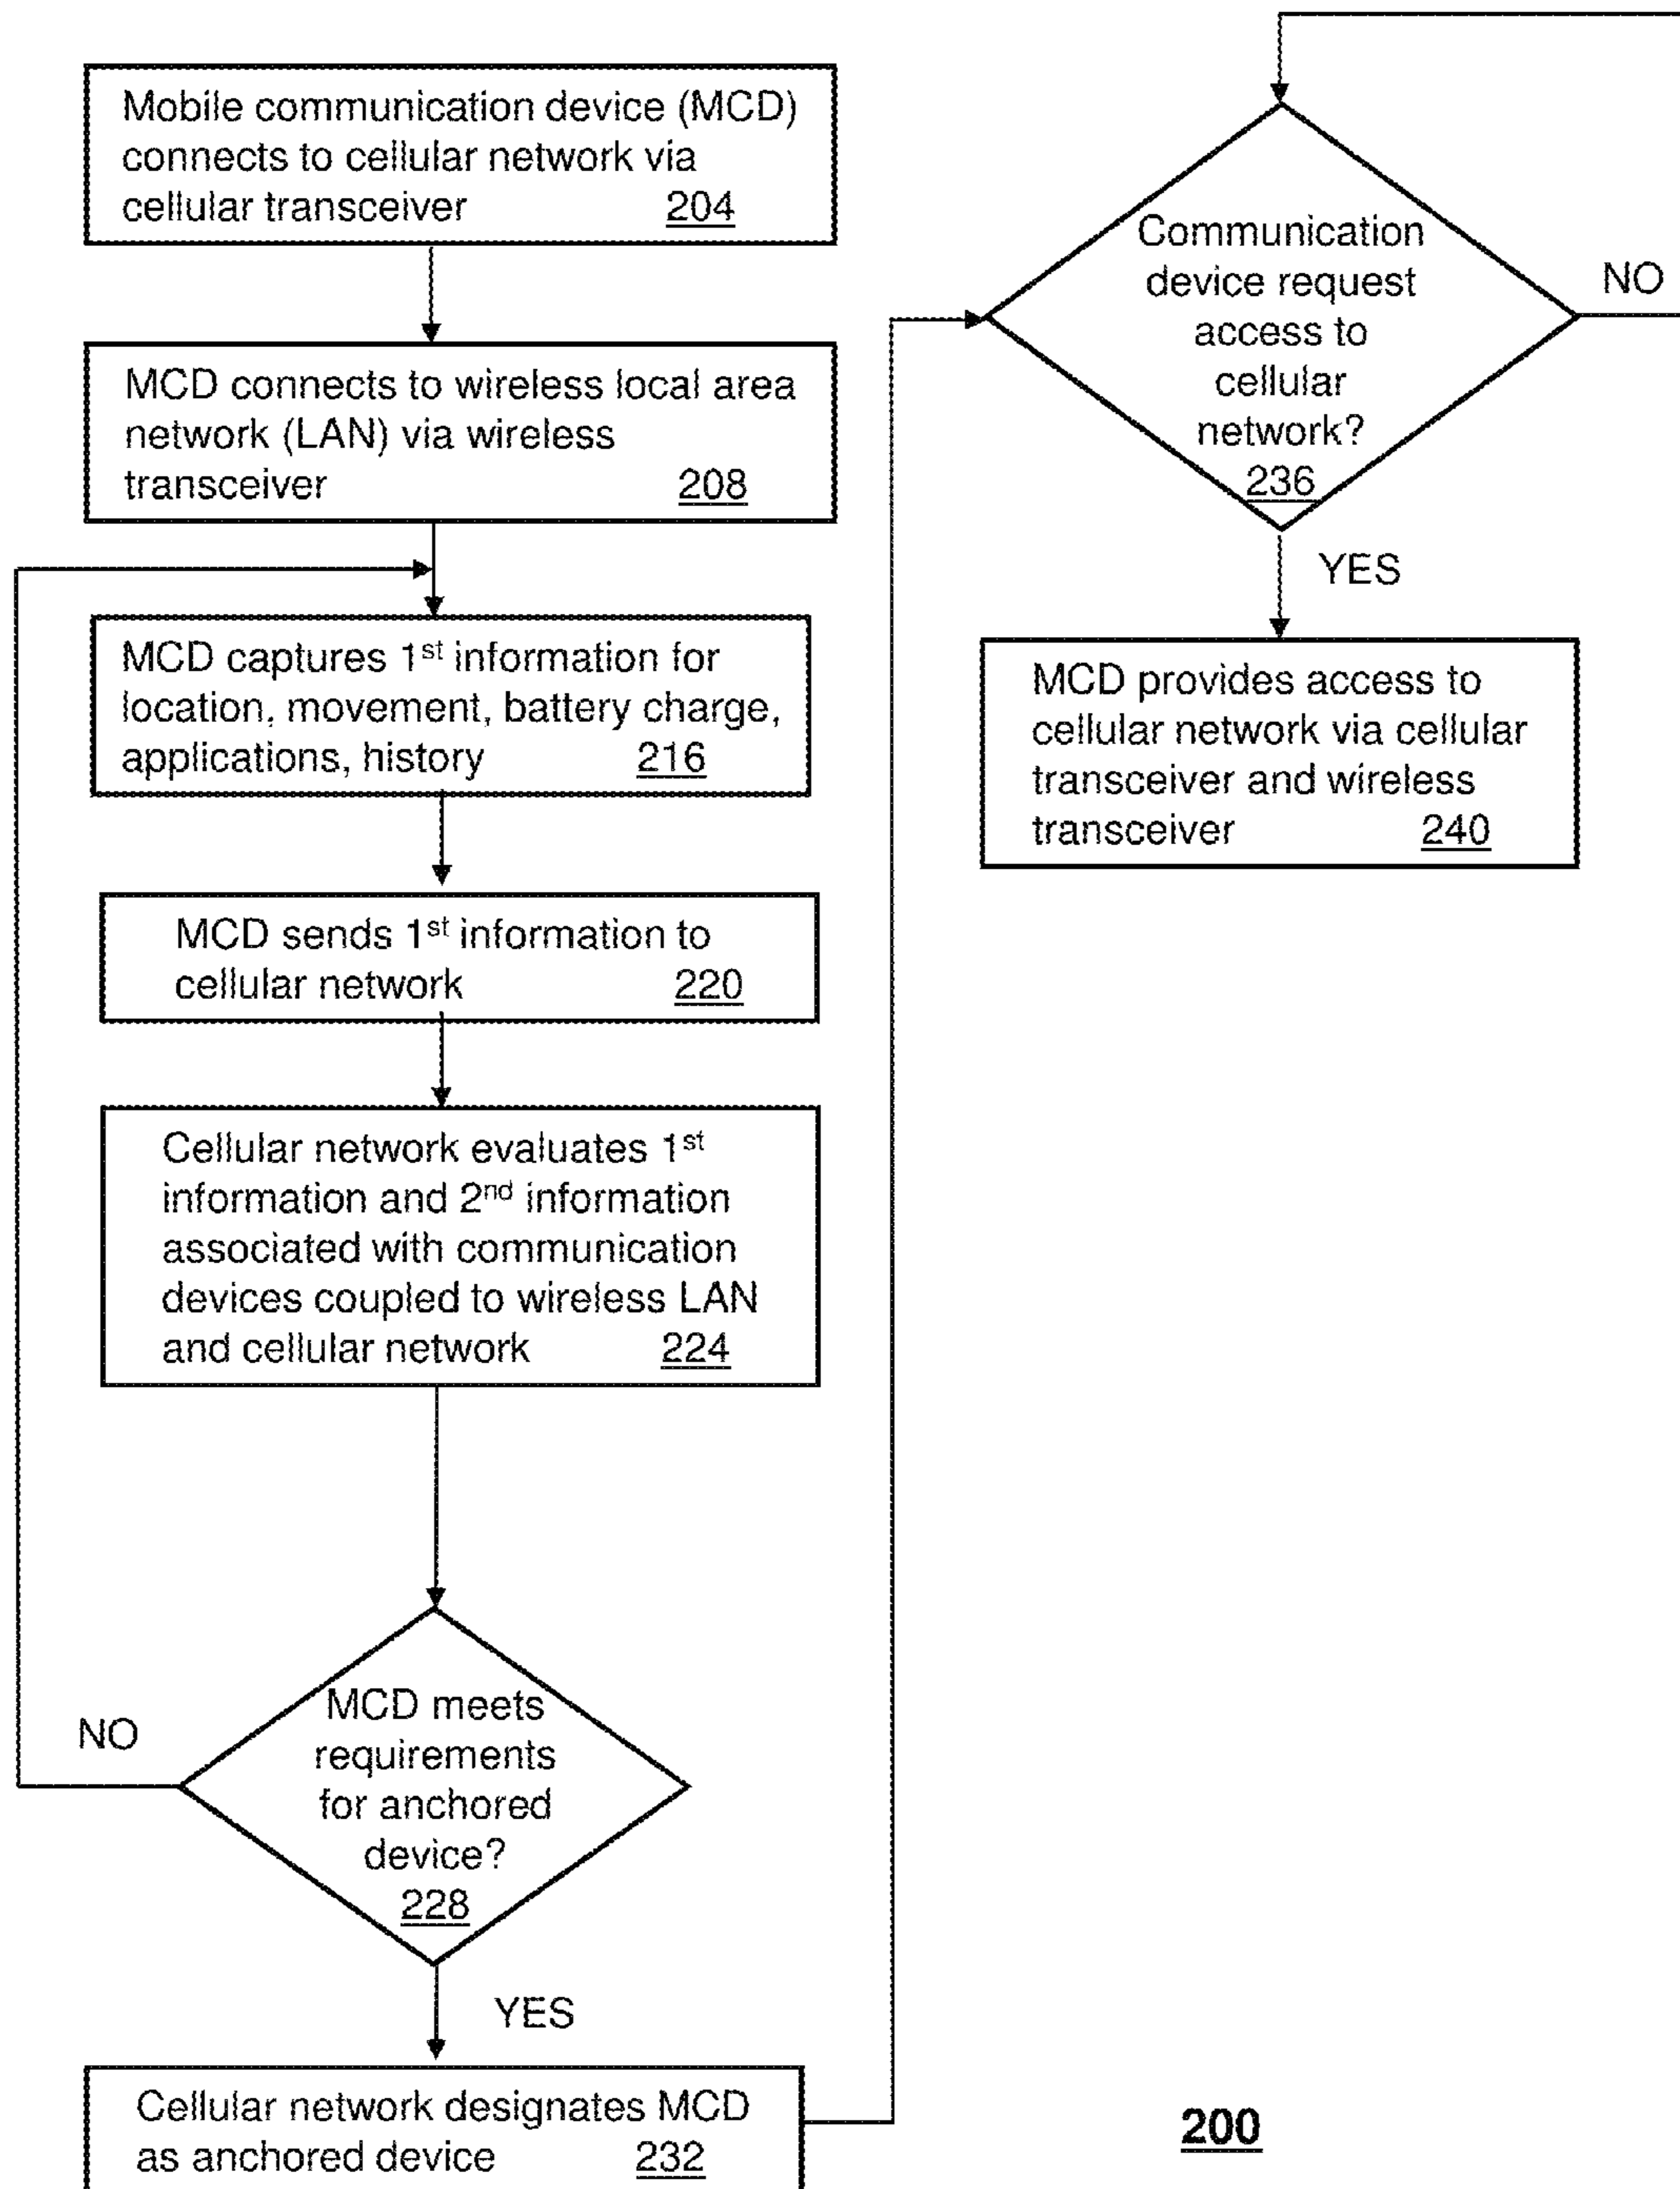 Mobile communication device (MCD)
connects to cellular network via
cellular transceiver 204
MCD connects to wireless local area
network (LAN) via wireless
transceiver 208
MCD captures 1st information for
location, movement, battery charge,
applications, history 216
MCD sends 1st information to
cellular network 220
Cellular network evaluates 1st
information and 2nd information
associated with communication
devices coupled to wireless LAN
and cellular network 224
MCD meets
requirements
for anchored
device?
228
NO
YES
Cellular network designates MCD
as anchored device 232
Communication
device request
access to
cellular
network?
236
NO
YES
MCD provides access to
cellular network via cellular
transceiver and wireless
transceiver 240
200